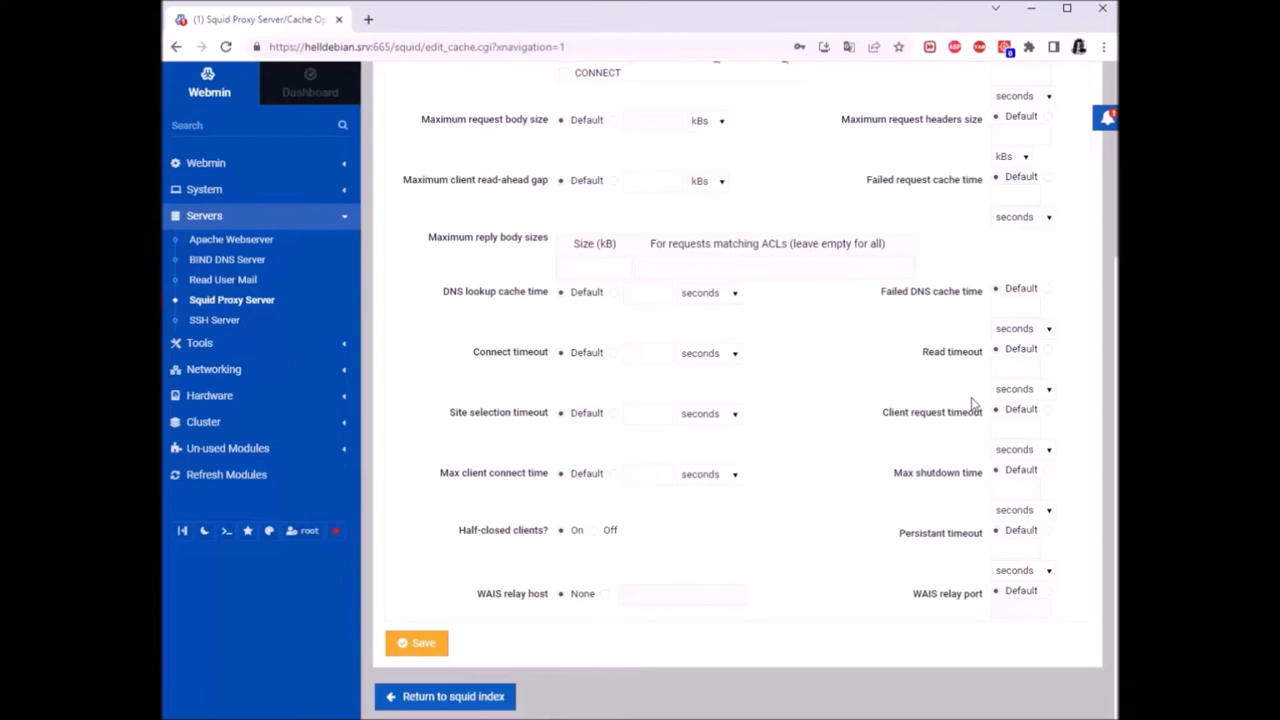 (1) Squid Proxy Server/Cache Op
https://helldebian.srv:665/squid/edit_cache.cgi?xnavigation=1
ABP
0
Webmin
Dashboard
Search
Webmin
System
Servers
Apache Webserver
BIND DNS Server
Read User Mail
Squid Proxy Server
SSH Server
Tools
Networking
Hardware
Cluster
Un-used Modules
Refresh Modules
root
CONNECT
seconds
Maximum request body size Default kBs Maximum request headers size Default
kBs
Maximum client read-ahead gap Default kBs Failed request cache time Default
seconds
Maximum reply body sizes Size (kB) For requests matching ACLs (leave empty for all)
DNS lookup cache time Default seconds Failed DNS cache time Default
seconds
Connect timeout Default seconds Read timeout Default
seconds
Site selection timeout Default seconds Client request timeout Default
seconds
Max client connect time Default seconds Max shutdown time Default
seconds
Half-closed clients? On Off Persistant timeout Default
seconds
WAIS relay host None WAIS relay port Default
Save
Return to squid index